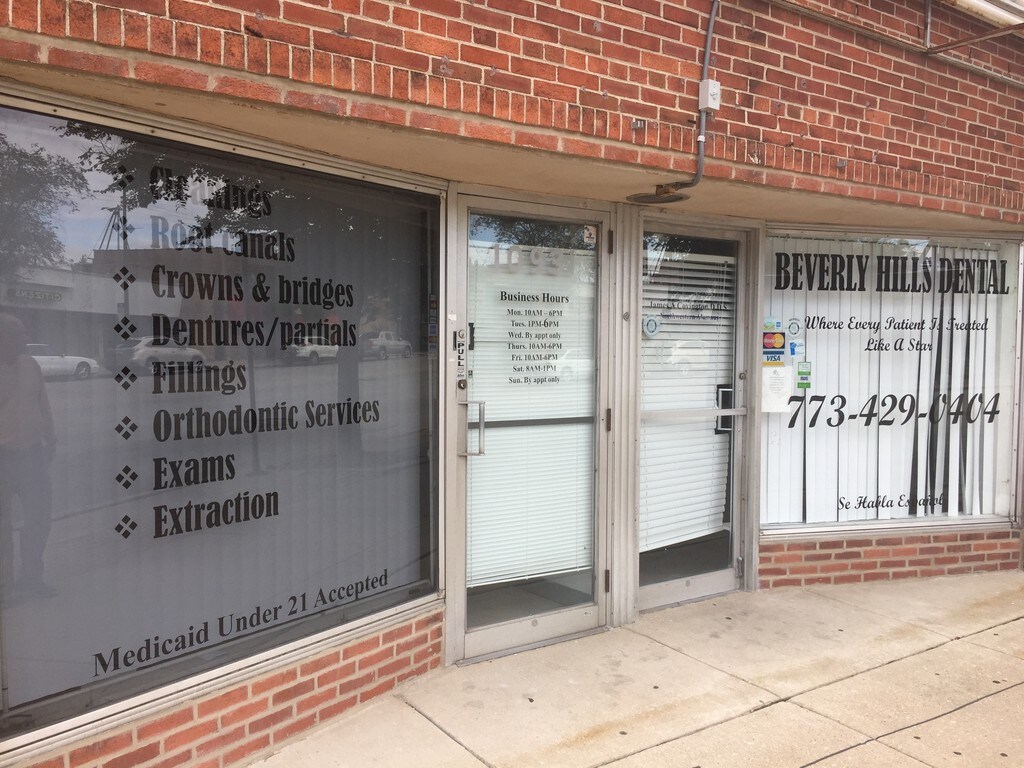 Cleanings
Root canals
Crowns & bridges
Dentures/partials
Fillings
Orthodontic Services
Exams
Extraction
Medicaid Under 21 Accepted
PULL
Business Hours
Mon. 10AM - 6PM
Tues. 1PM-6PM
Wed. By appt only
Thurs. 10AM-6PM
Fri. 10AM-6PM
Sat. 8AM-1PM
Sun. By appt only
BEVERLY HILLS DENTAL
Where Every Patient Is Treated
Like A Star
VISA
773-429-0404
Se Habla Español